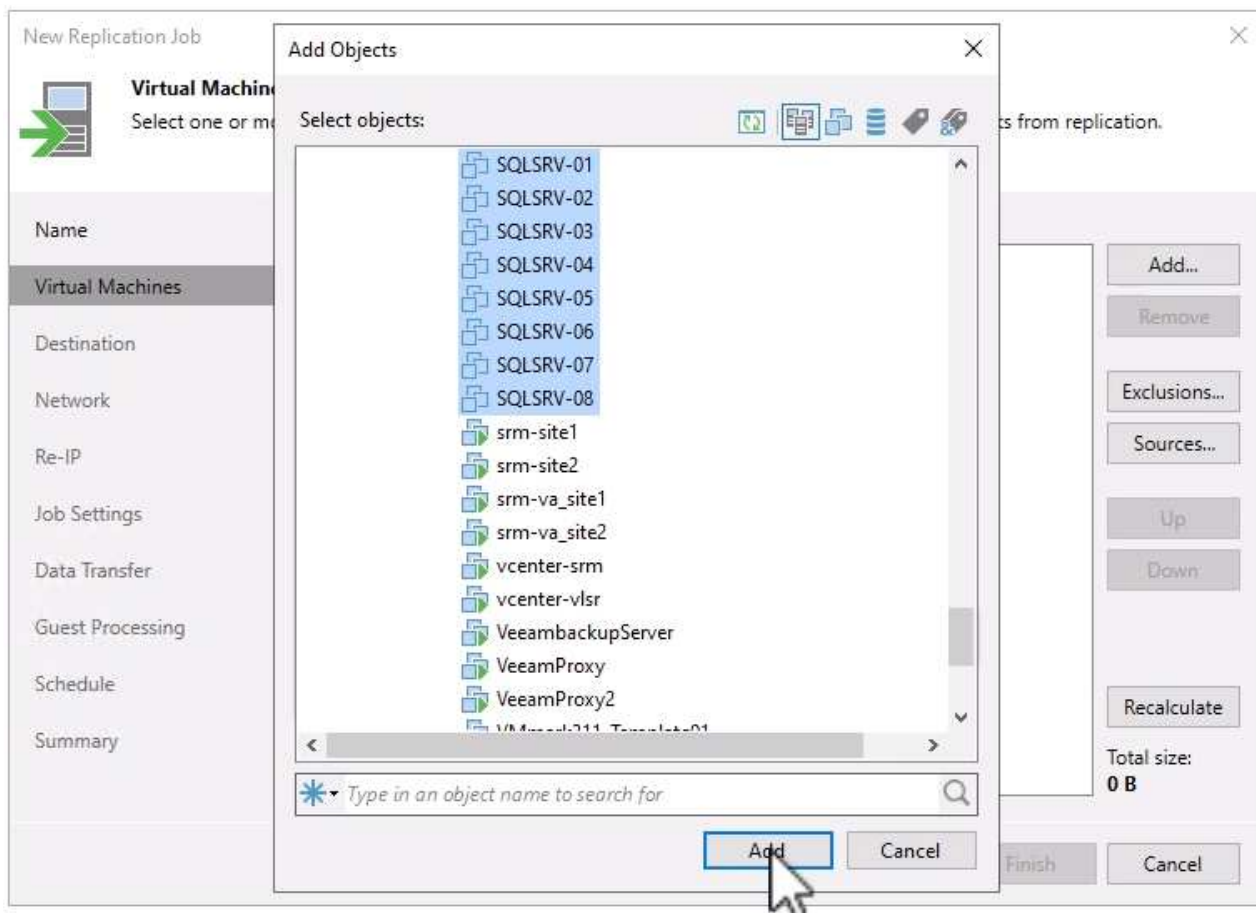 New Replication Job
Add Objects
Virtual Machin
Select one or m
s from replication.
Select objects:
SQLSRV-01
SQLSRV-02
SQLSRV-03
SQLSRV-04
SQLSRV-05
SQLSRV-06
SQLSRV-07
SQLSRV-08
srm-site1
srm-site2
srm-va_site1
srm-va_site2
vcenter-srm
vcenter-vlsr
VeeambackupServer
VeeamProxy
VeeamProxy2
VMmark311_Template01
Type in an object name to search for
Add
Cancel
Name
Virtual Machines
Destination
Network
Re-IP
Job Settings
Data Transfer
Guest Processing
Schedule
Summary
Add...
Remove
Exclusions...
Sources...
Up
Down
Recalculate
Total size:
0 B
Finish
Cancel